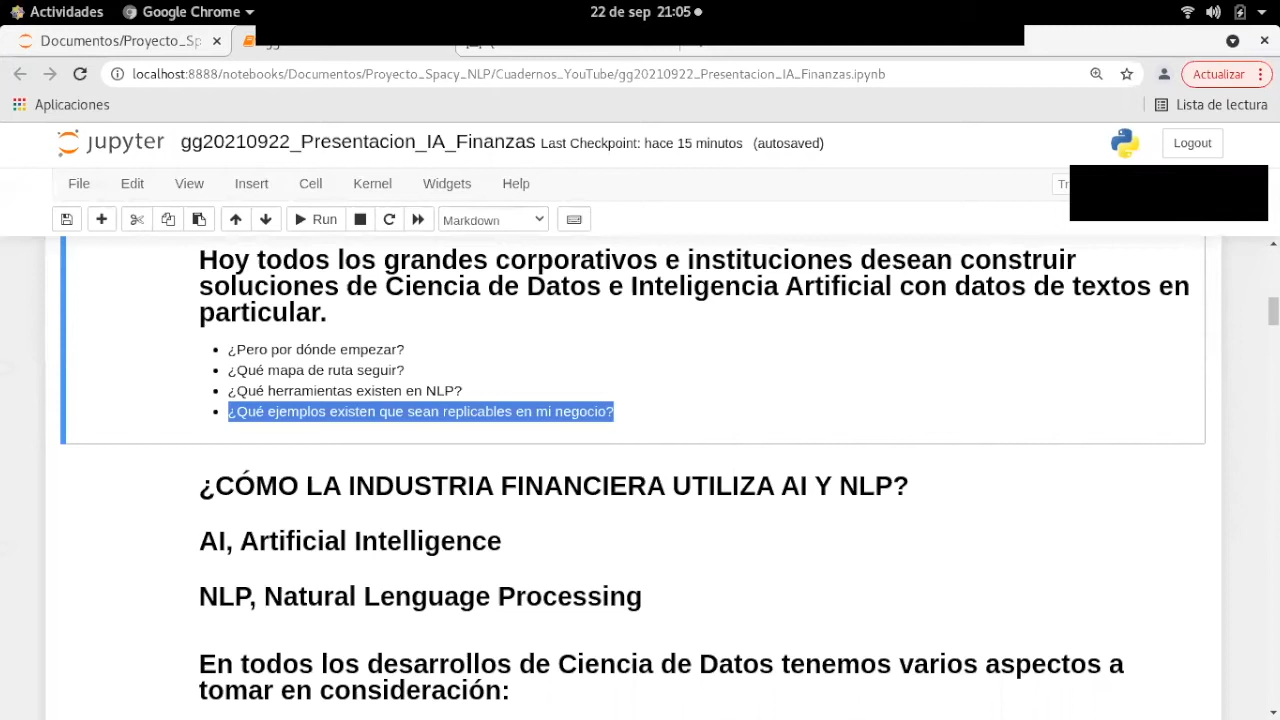 Actividades Google Chrome 22 de sep 21:05
Documentos/Proyecto_Sp
localhost:8888/notebooks/Documentos/Proyecto_Spacy_NLP/Cuadernos_YouTube/gg20210922_Presentacion_IA_Finanzas.ipynb Actualizar
Aplicaciones Lista de lectura
jupyter gg20210922_Presentacion_IA_Finanzas Last Checkpoint: hace 15 minutos (autosaved) Logout
File Edit View Insert Cell Kernel Widgets Help
Run Markdown
Hoy todos los grandes corporativos e instituciones desean construir
soluciones de Ciencia de Datos e Inteligencia Artificial con datos de textos en
particular.
• ¿Pero por dónde empezar?
• ¿Qué mapa de ruta seguir?
• ¿Qué herramientas existen en NLP?
• ¿Qué ejemplos existen que sean replicables en mi negocio?
¿CÓMO LA INDUSTRIA FINANCIERA UTILIZA AI Y NLP?
AI, Artificial Intelligence
NLP, Natural Lenguage Processing
En todos los desarrollos de Ciencia de Datos tenemos varios aspectos a
tomar en consideración: